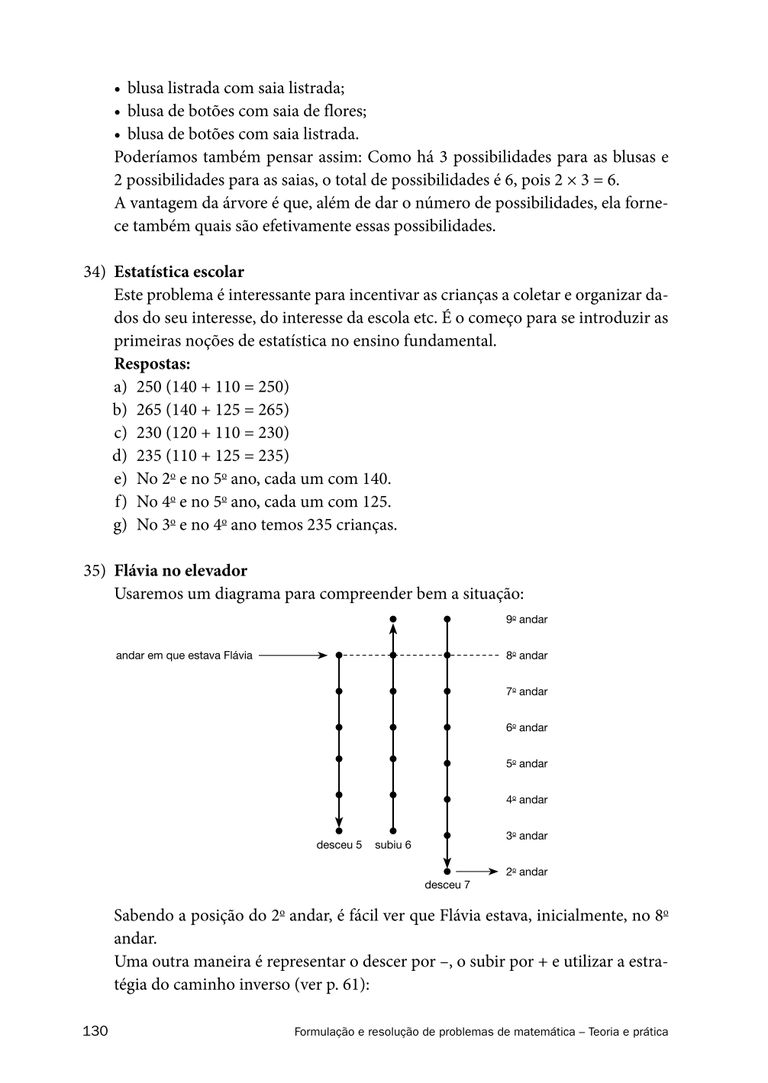 • blusa listrada com saia listrada;
• blusa de botões com saia de flores;
• blusa de botões com saia listrada.
Poderíamos também pensar assim: Como há 3 possibilidades para as blusas e
2 possibilidades para as saias, o total de possibilidades é 6, pois 2 × 3 = 6.
A vantagem da árvore é que, além de dar o número de possibilidades, ela forne-
ce também quais são efetivamente essas possibilidades.
34) Estatística escolar
Este problema é interessante para incentivar as crianças a coletar e organizar da-
dos do seu interesse, do interesse da escola etc. É o começo para se introduzir as
primeiras noções de estatística no ensino fundamental.
Respostas:
a) 250 (140 + 110 = 250)
b) 265 (140 + 125 = 265)
c) 230 (120 + 110 = 230)
d) 235 (110 + 125 = 235)
e) No 2º e no 5º ano, cada um com 140.
f) No 4º e no 5º ano, cada um com 125.
g) No 3º e no 4º ano temos 235 crianças.
35) Flávia no elevador
Usaremos um diagrama para compreender bem a situação:
9º andar
andar em que estava Flávia 8º andar
7º andar
6º andar
5º andar
4º andar
3º andar
desceu 5 subiu 6
2º andar
desceu 7
Sabendo a posição do 2º andar, é fácil ver que Flávia estava, inicialmente, no 8º
andar.
Uma outra maneira é representar o descer por –, o subir por + e utilizar a estra-
tégia do caminho inverso (ver p. 61):
130 Formulação e resolução de problemas de matemática – Teoria e prática